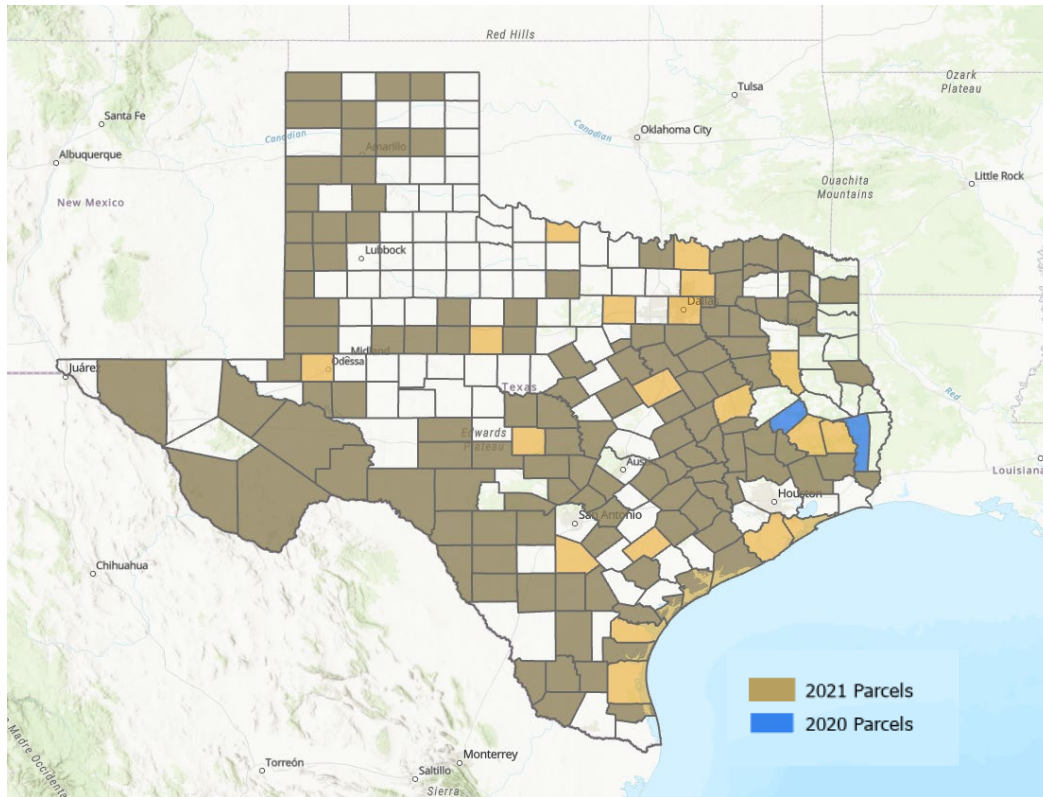 Red Hills
Ozark
Plateau
Tulsa
Santa Fe
Canadian
Canadian
Oklahoma City
Amarillo
Albuquerque
Ouachita
Mountains
Little Rock
New Mexico
Lubbock
Dallas
Midland
Odessa
Juárez
Texas
Red
Edwards
Plateau
Austin
Louisiana
Houston
San Antonio
Chihuahua
2021 Parcels
2020 Parcels
Monterrey
Torreón
Saltillo
Sierra